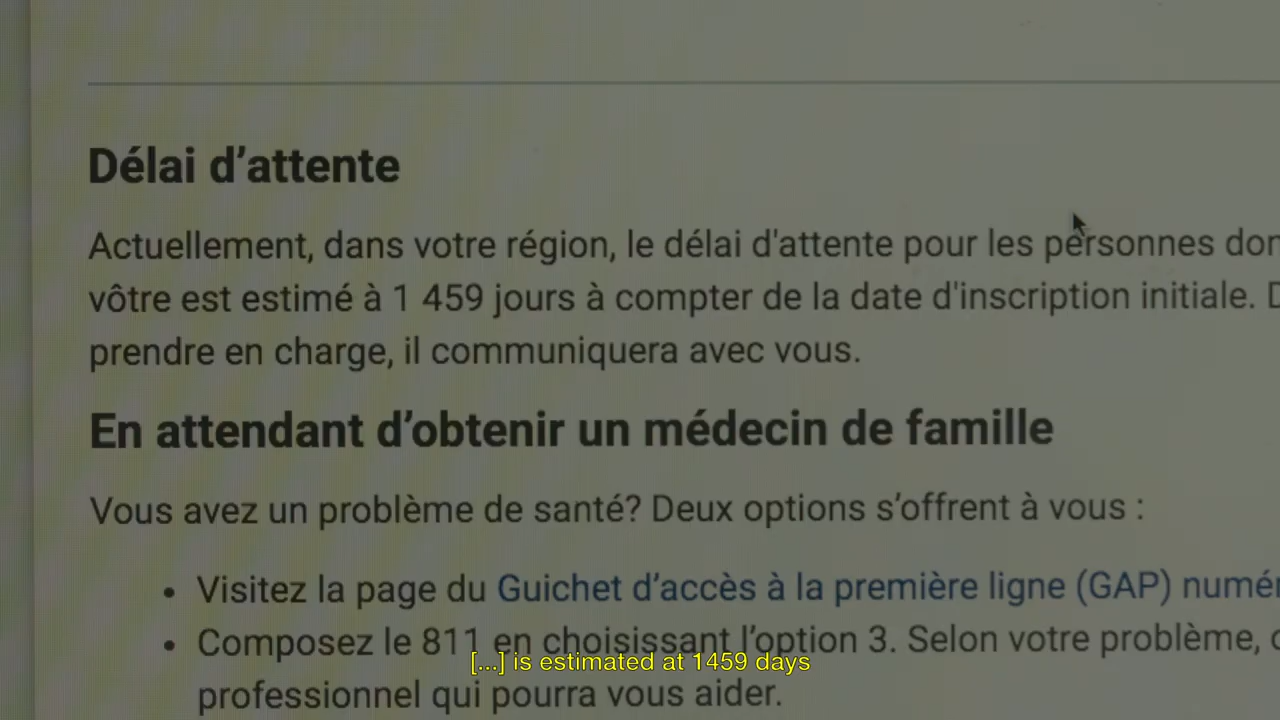 Délai d’attente
Actuellement, dans votre région, le délai d'attente pour les personnes
vôtre est estimé à 1 459 jours à compter de la date d'inscription initiale.
prendre en charge, il communiquera avec vous.
En attendant d’obtenir un médecin de famille
Vous avez un problème de santé? Deux options s’offrent à vous :
• Visitez la page du Guichet d’accès à la première ligne (GAP)
• Composez le 811 en choisissant l’option 3. Selon votre problème,
[...] is estimated at 1459 days
professionnel qui pourra vous aider.